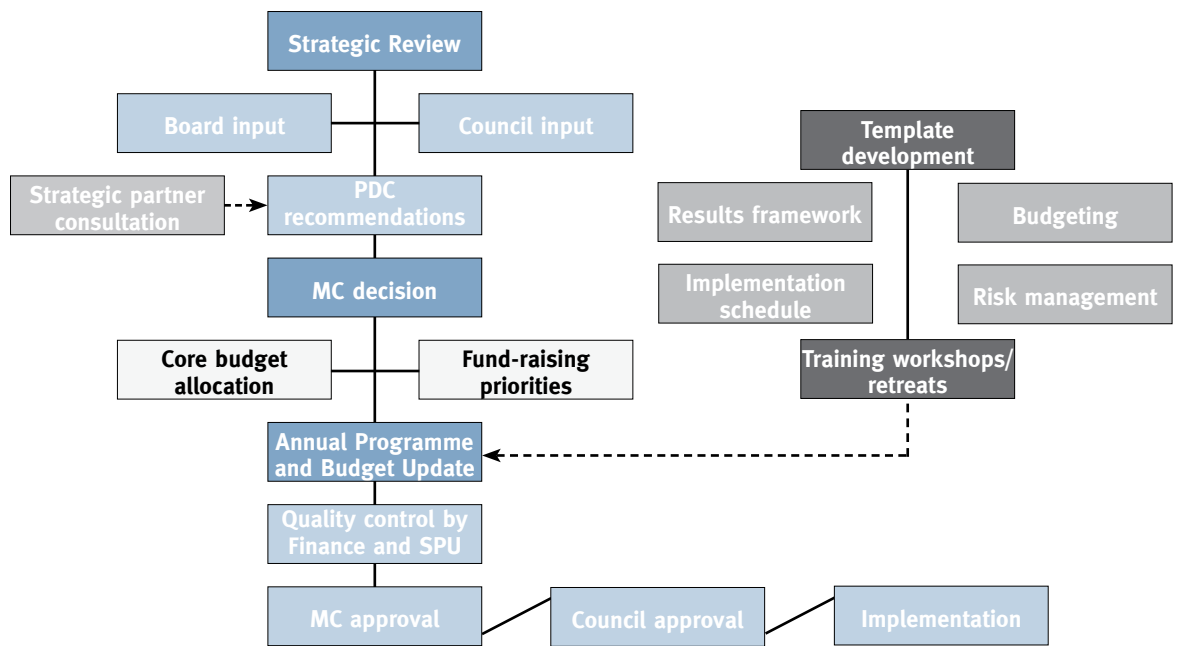 Strategic Review
Board input
Council input
Strategic partner
consultation
PDC
recommendations
MC decision
Core budget
allocation
Fund-raising
priorities
Annual Programme
and Budget Update
Quality control by
Finance and SPU
MC approval
Council approval
Implementation
Template
development
Results framework
Budgeting
Implementation
schedule
Risk management
Training workshops/
retreats